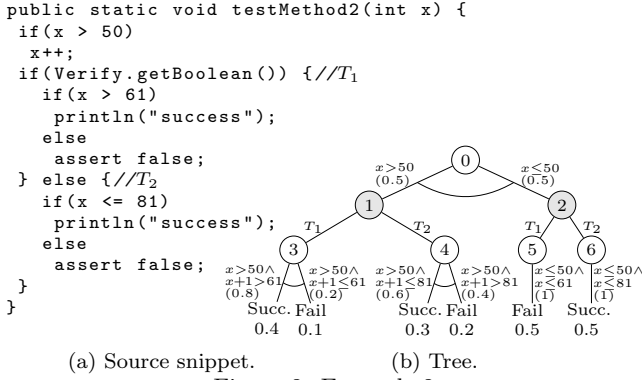 public static void testMethod2(int x) {
if(x > 50)
x++;
if(Verify.getBoolean()) {//T1
if(x > 61)
println("success");
else
assert false;
} else {//T2
if(x <= 81)
println("success");
else
assert false;
}
}
0
x>50
(0.5)
x≤50
(0.5)
1
2
T1
T2
T1
T2
3
4
5
6
x>50∧
x+1>61
(0.8)
x>50∧
x+1≤61
(0.2)
x>50∧
x+1≤81
(0.6)
x>50∧
x+1>81
(0.4)
x≤50∧
x≤61
(1)
x≤50∧
x≤81
(1)
Succ. Fail Succ. Fail Fail Succ.
0.4 0.1 0.3 0.2 0.5 0.5
(a) Source snippet. (b) Tree.